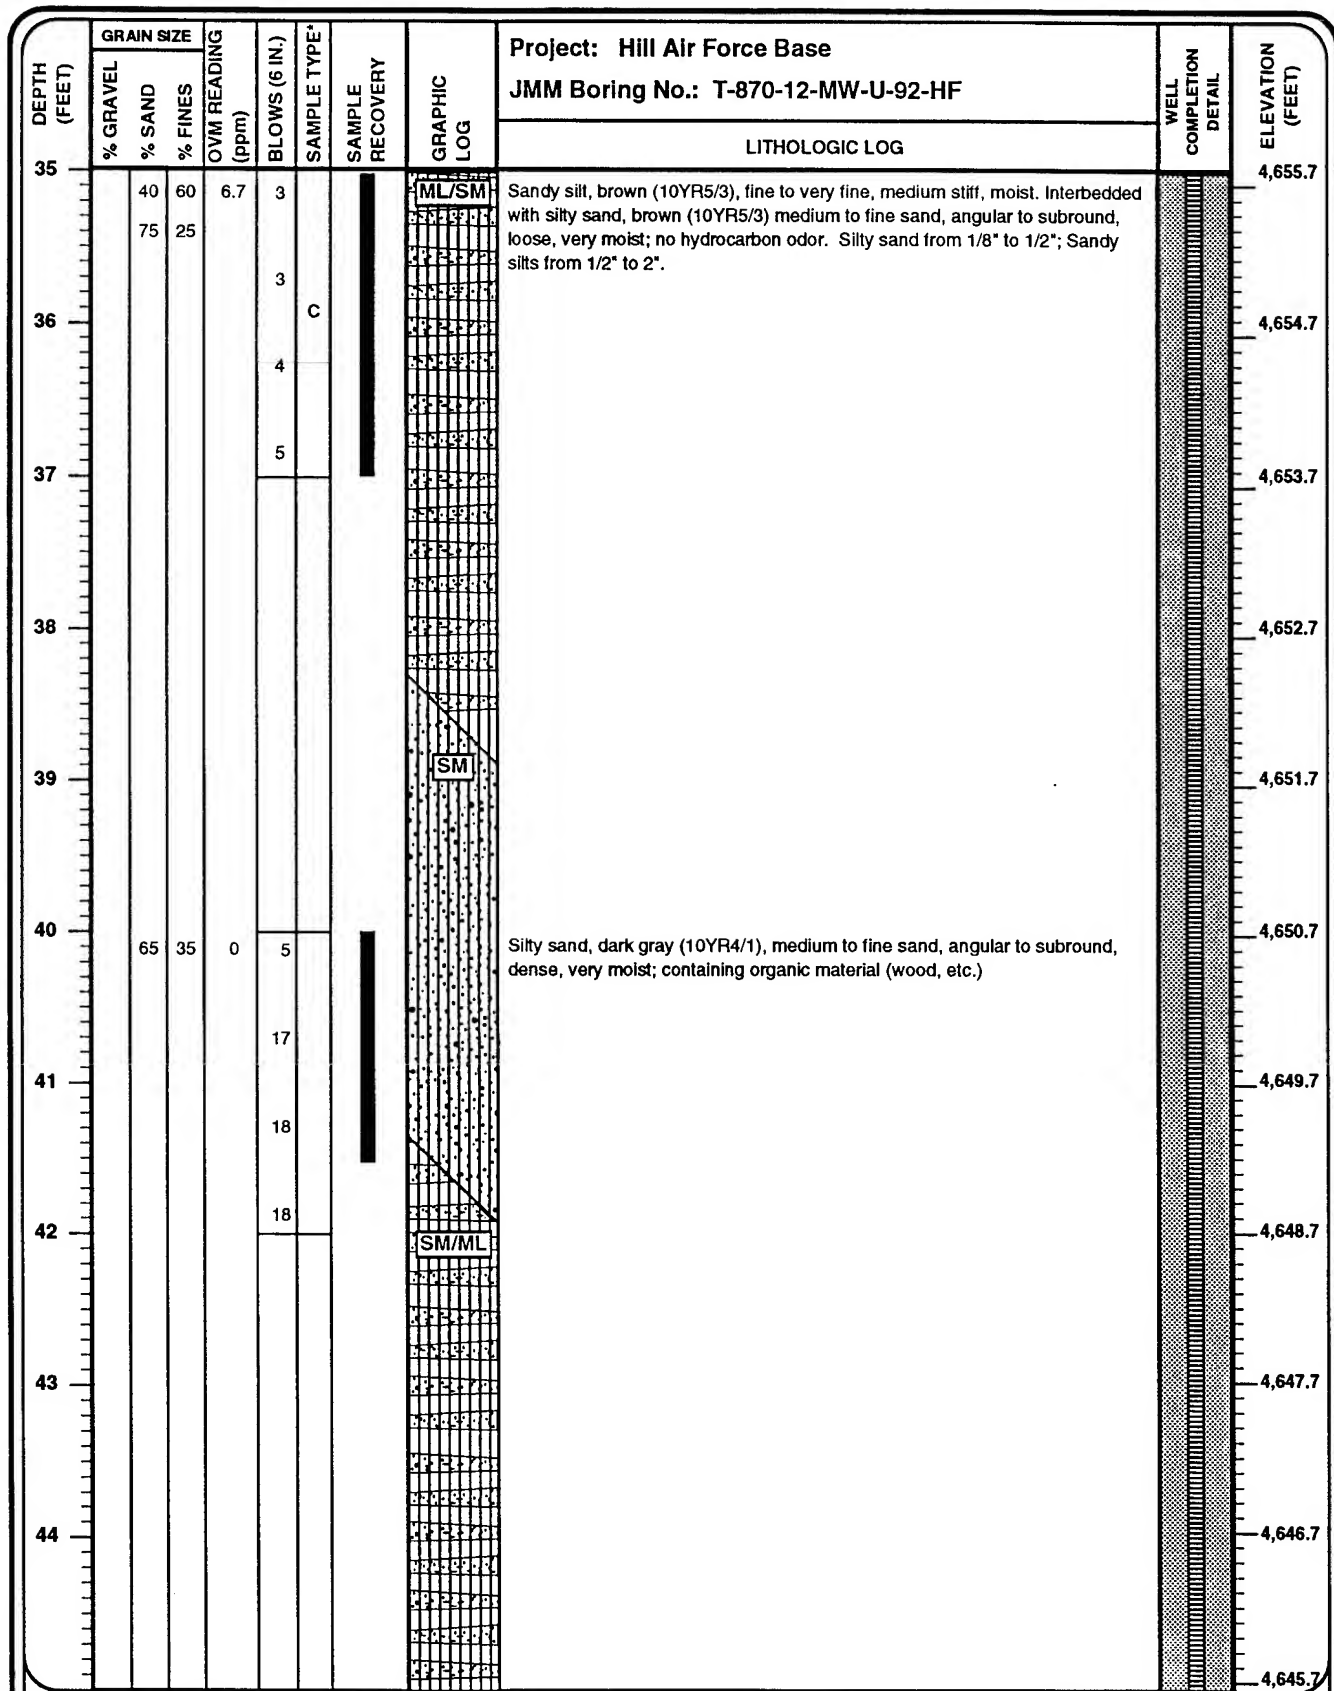 DEPTH (FEET)
GRAIN SIZE
% GRAVEL
% SAND
% FINES
OVM READING (ppm)
BLOWS (6 IN.)
SAMPLE TYPE*
SAMPLE RECOVERY
GRAPHIC LOG
Project: Hill Air Force Base
JMM Boring No.: T-870-12-MW-U-92-HF
LITHOLOGIC LOG
WELL COMPLETION DETAIL
ELEVATION (FEET)
35
4,655.7
40 60 6.7 3
ML/SM
Sandy silt, brown (10YR5/3), fine to very fine, medium stiff, moist. Interbedded
with silty sand, brown (10YR5/3) medium to fine sand, angular to subround,
75 25
loose, very moist; no hydrocarbon odor. Silty sand from 1/8" to 1/2"; Sandy
silts from 1/2" to 2".
3
C
36
4,654.7
4
5
37
4,653.7
38
4,652.7
SM
39
4,651.7
40
4,650.7
65 35 0 5
Silty sand, dark gray (10YR4/1), medium to fine sand, angular to subround,
dense, very moist; containing organic material (wood, etc.)
17
41
4,649.7
18
18
42
4,648.7
SM/ML
43
4,647.7
44
4,646.7
4,645.7